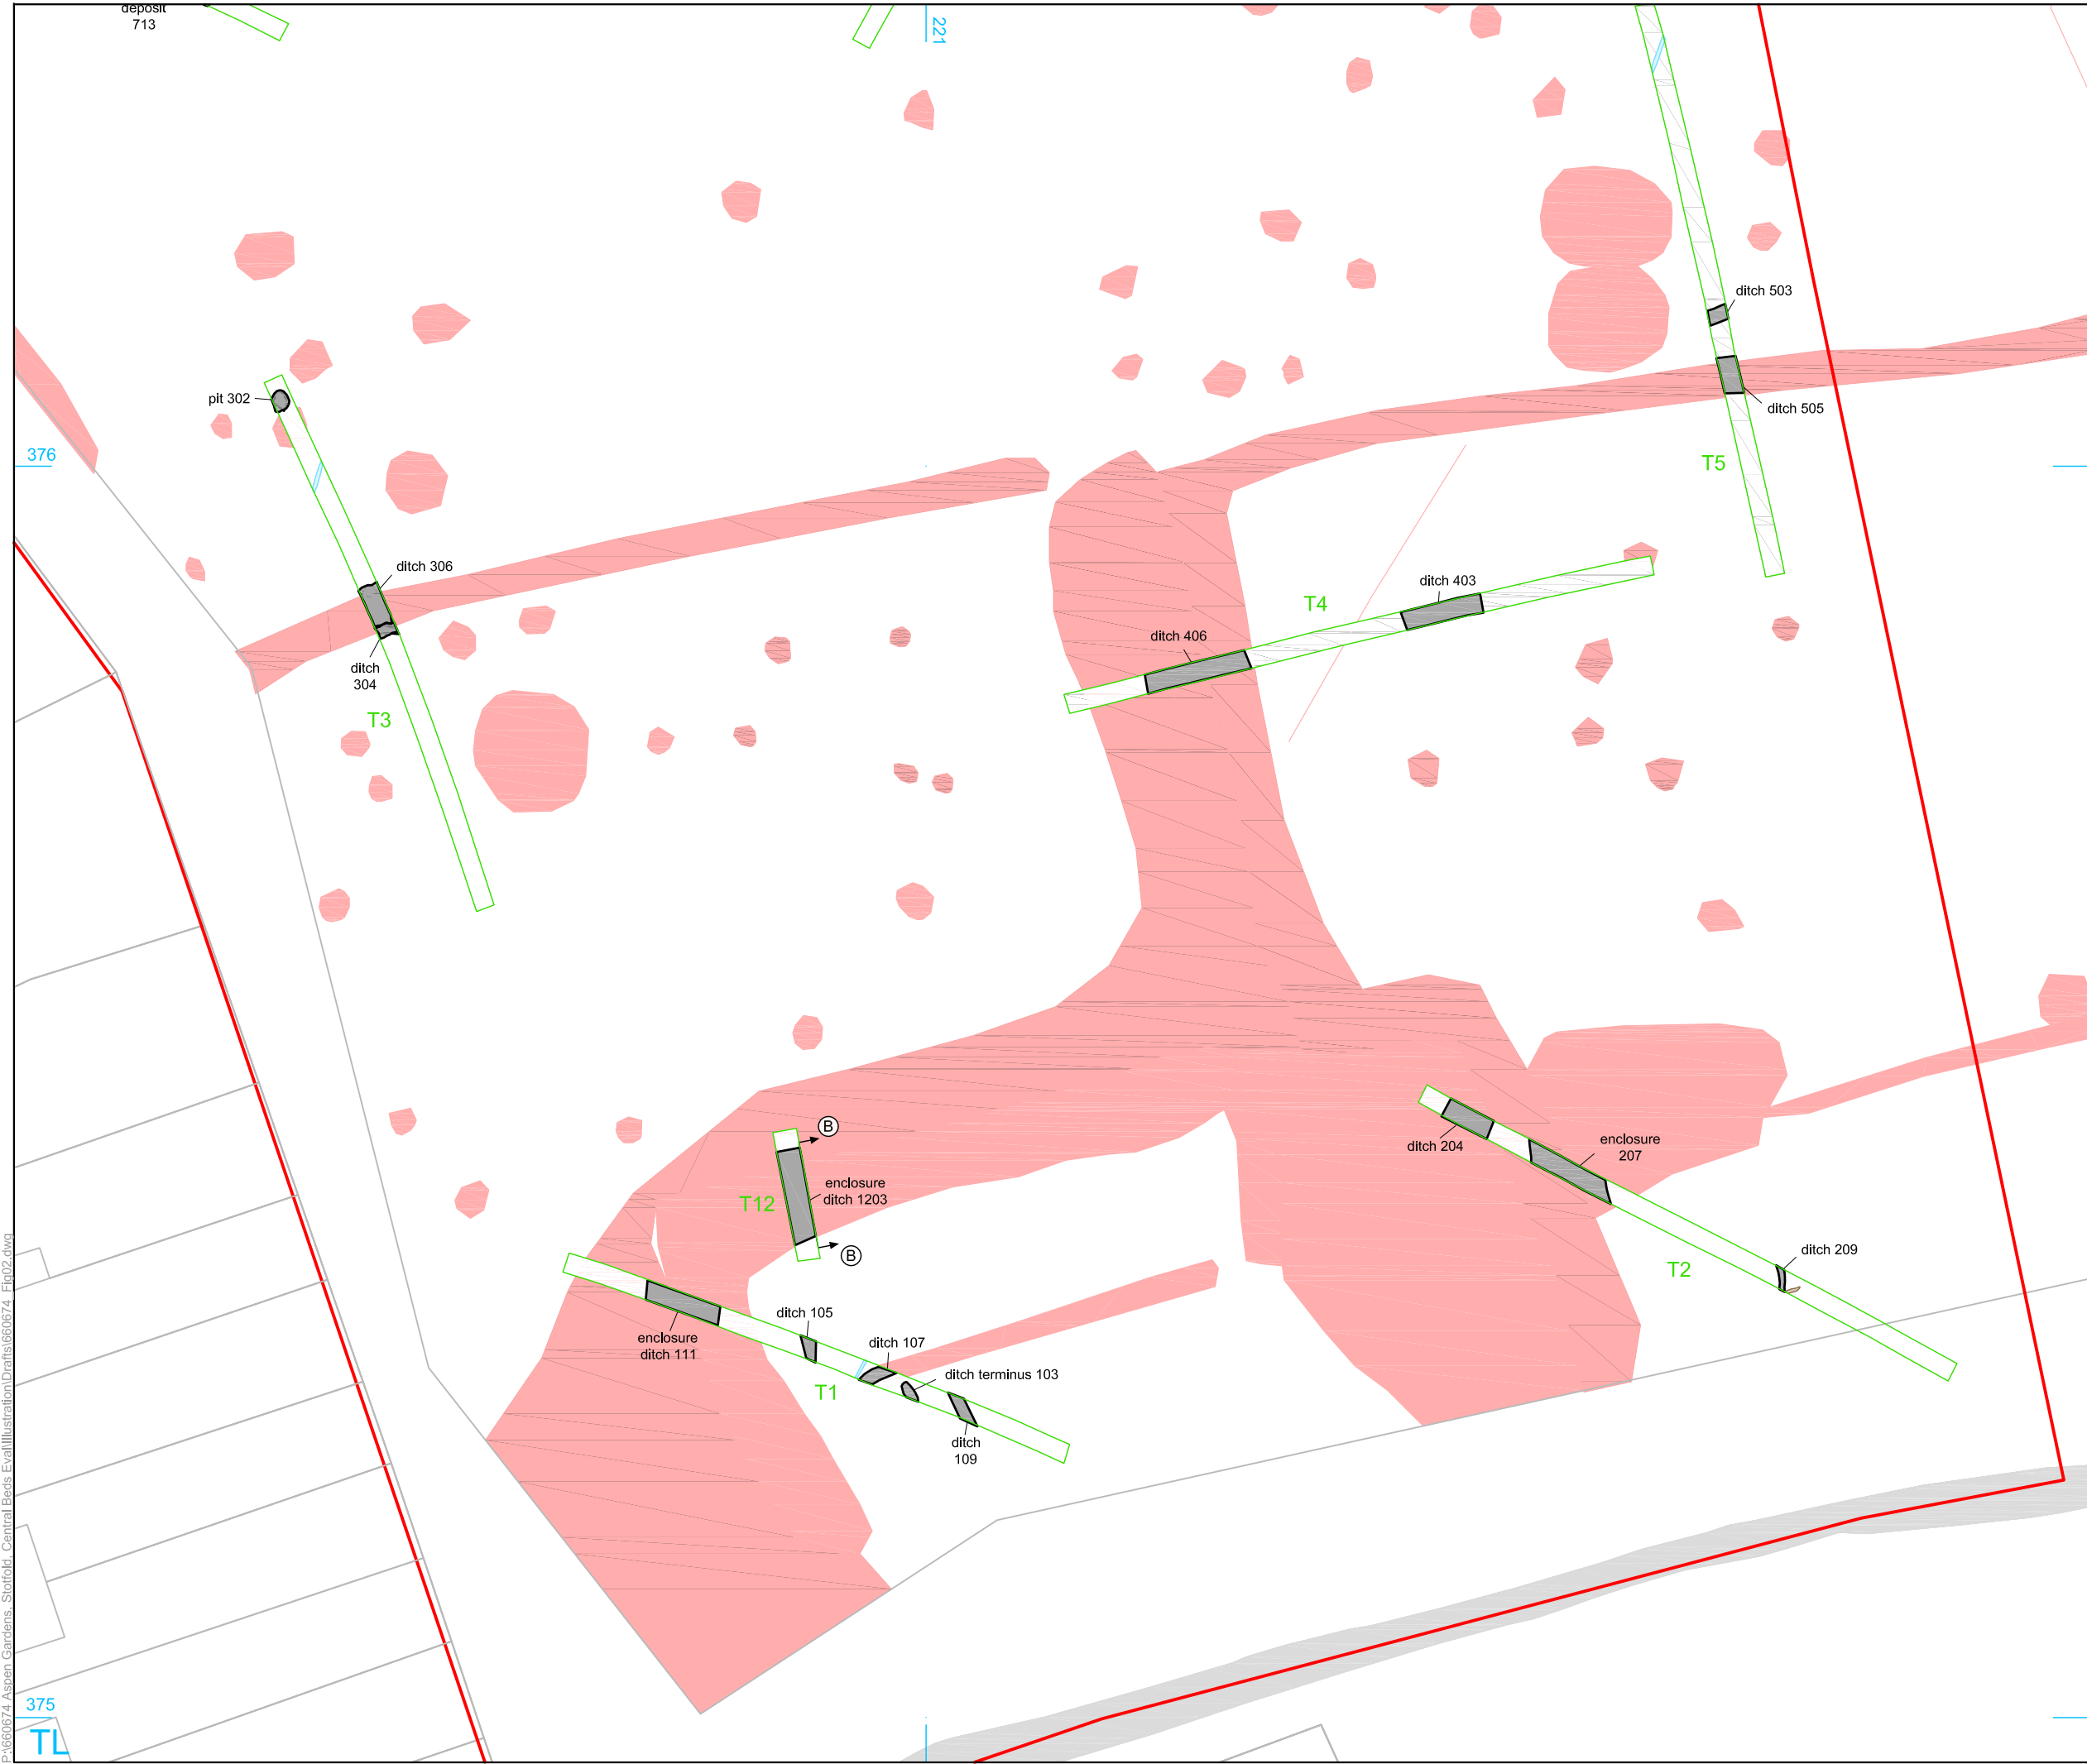 deposit
713
221
ditch 503
ditch 505
pit 302
376
T5
ditch 306
ditch 403
T4
ditch 406
ditch
304
T3
B
ditch 204
enclosure
207
enclosure
ditch 1203
T12
B
ditch 209
T2
ditch 105
enclosure
ditch 111
ditch 107
ditch terminus 103
T1
ditch
109
375
TL
P:\660674 Aspen Gardens, Stotfold, Central Beds Eval\Illustration\Drafts\660674_Fig02.dwg